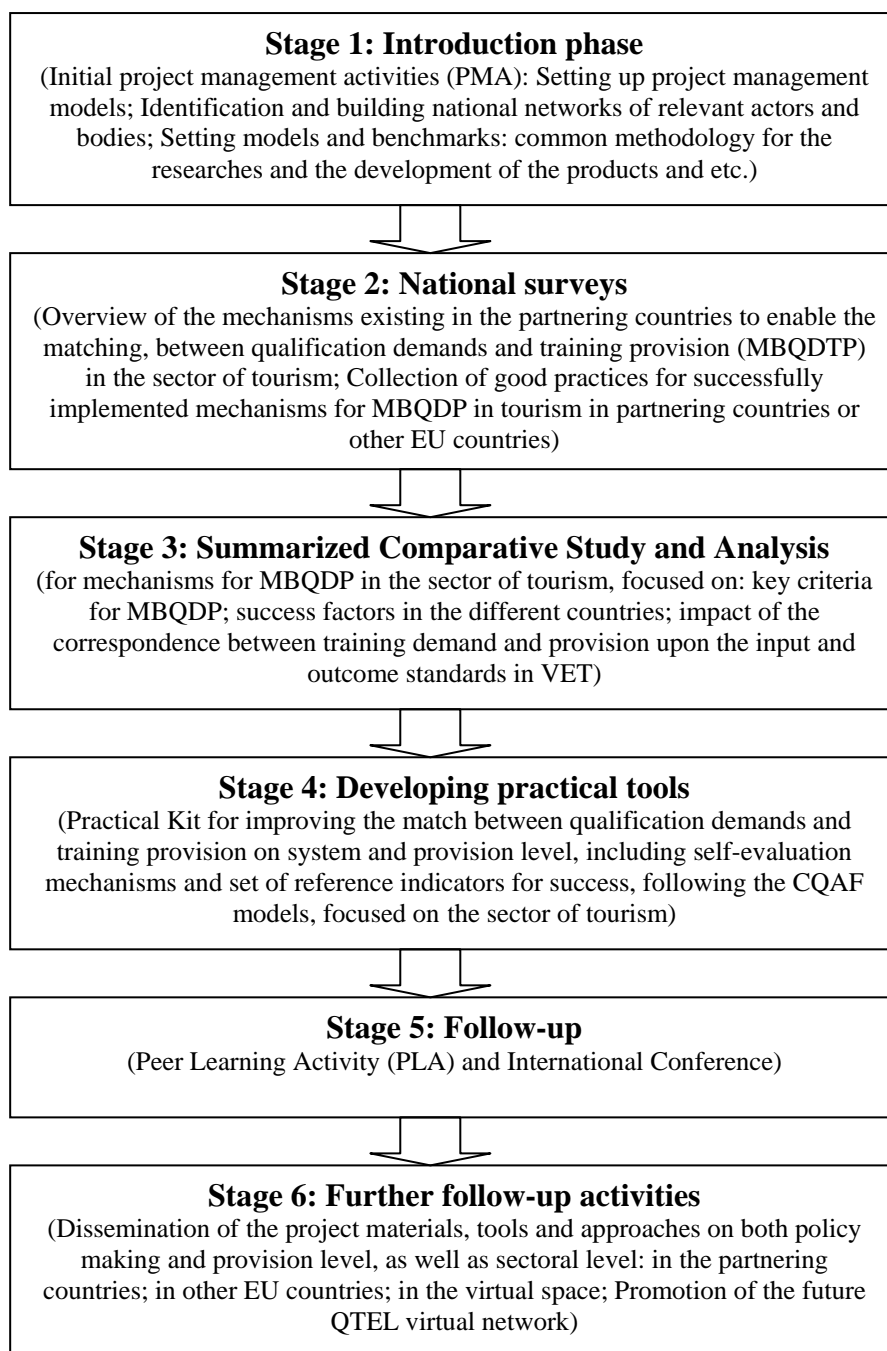 Stage 1: Introduction phase
(Initial project management activities (PMA): Setting up project management
models; Identification and building national networks of relevant actors and
bodies; Setting models and benchmarks: common methodology for the
researches and the development of the products and etc.)
Stage 2: National surveys
(Overview of the mechanisms existing in the partnering countries to enable the
matching, between qualification demands and training provision (MBQDTP)
in the sector of tourism; Collection of good practices for successfully
implemented mechanisms for MBQDP in tourism in partnering countries or
other EU countries)
Stage 3: Summarized Comparative Study and Analysis
(for mechanisms for MBQDP in the sector of tourism, focused on: key criteria
for MBQDP; success factors in the different countries; impact of the
correspondence between training demand and provision upon the input and
outcome standards in VET)
Stage 4: Developing practical tools
(Practical Kit for improving the match between qualification demands and
training provision on system and provision level, including self-evaluation
mechanisms and set of reference indicators for success, following the CQAF
models, focused on the sector of tourism)
Stage 5: Follow-up
(Peer Learning Activity (PLA) and International Conference)
Stage 6: Further follow-up activities
(Dissemination of the project materials, tools and approaches on both policy
making and provision level, as well as sectoral level: in the partnering
countries; in other EU countries; in the virtual space; Promotion of the future
QTEL virtual network)